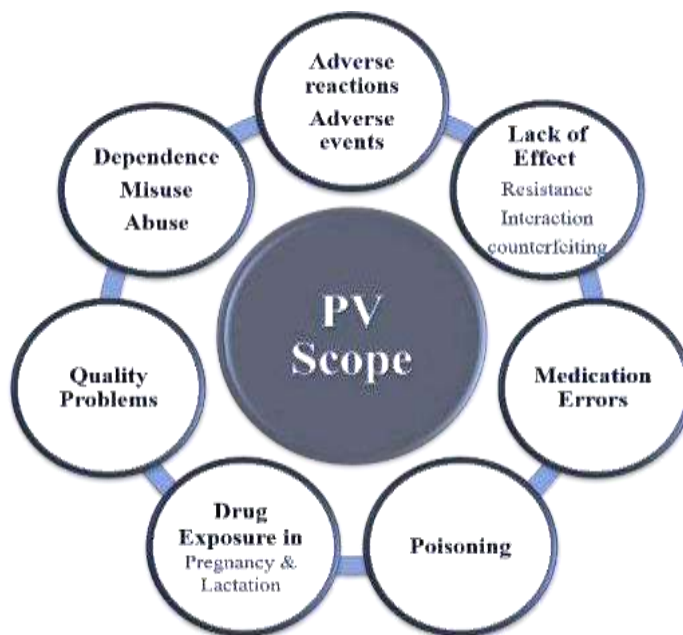 Adverse
reactions
Adverse
events
Lack of
Effect
Resistance
Interaction
counterfeiting
Medication
Errors
Poisoning
Drug
Exposure in
Pregnancy &
Lactation
Quality
Problems
Dependence
Misuse
Abuse
PV
Scope